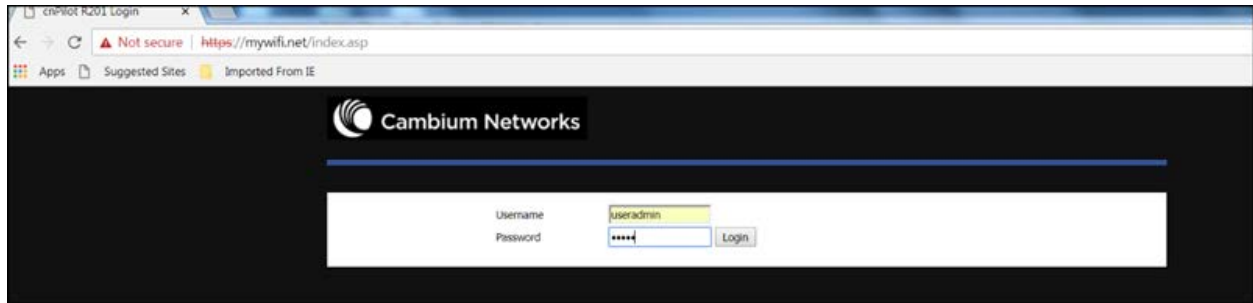 cnPilot R201 Login ×
Not secure | https://mywifi.net/index.asp
Apps Suggested Sites Imported From IE
Cambium Networks
Username useradmin
Password ••••• Login